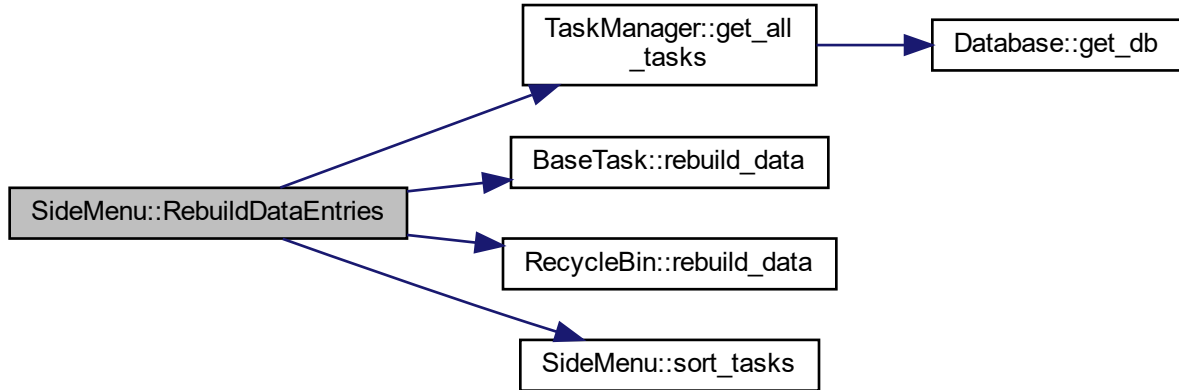 TaskManager::get_all
_tasks
Database::get_db
BaseTask::rebuild_data
SideMenu::RebuildDataEntries
RecycleBin::rebuild_data
SideMenu::sort_tasks